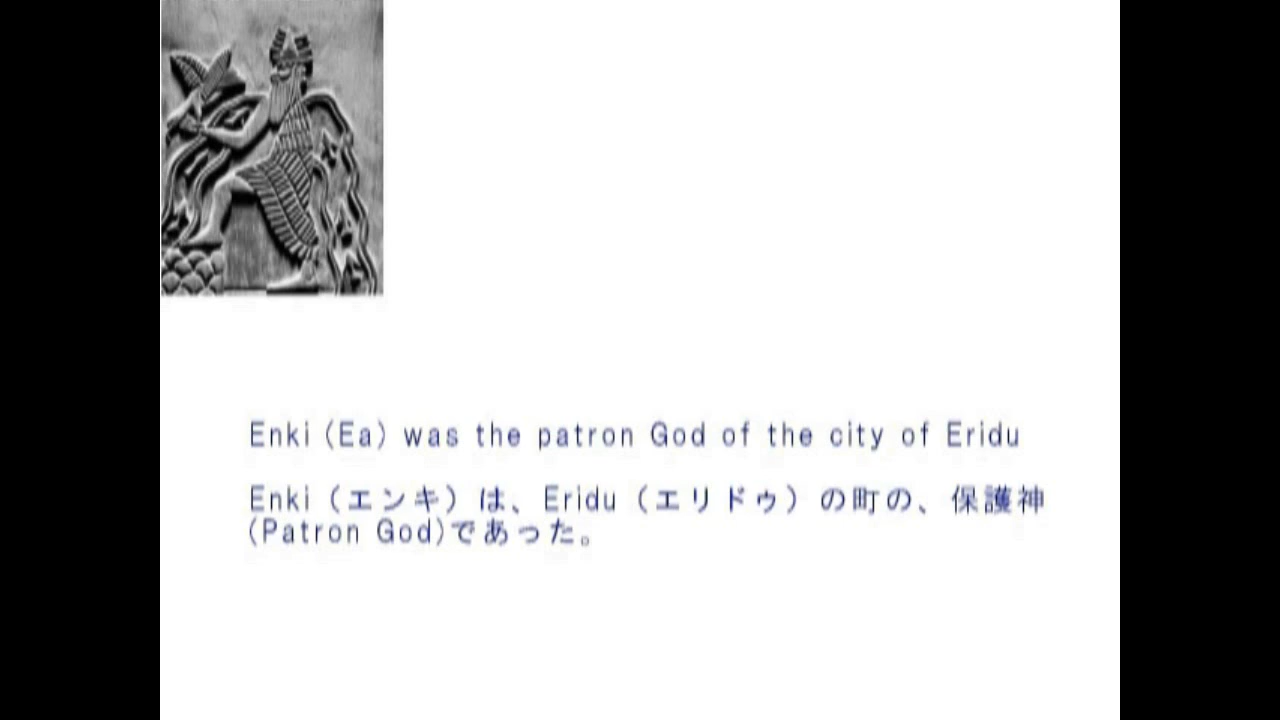 Enki (Ea) was the patron God of the city of Eridu
Enki（エンキ）は、Eridu（エリドゥ）の町の、保護神
(Patron God)であった。